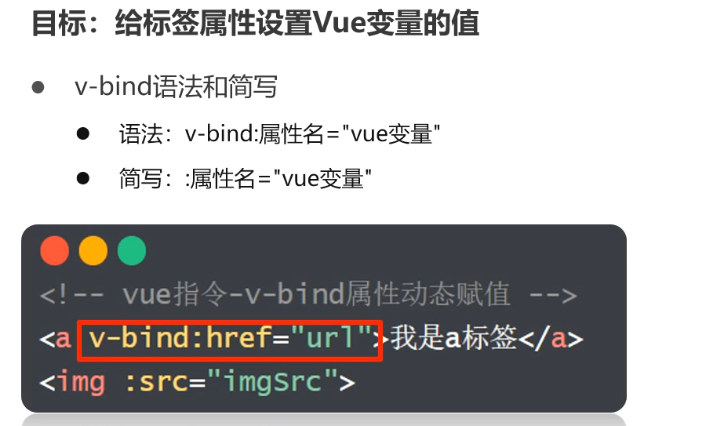 目标：给标签属性设置Vue变量的值
v-bind语法和简写
语法：v-bind:属性名="vue变量"
简写：:属性名="vue变量"
<!-- vue指令-v-bind属性动态赋值 -->
<a v-bind:href="url">我是a标签</a>
<img :src="imgSrc">